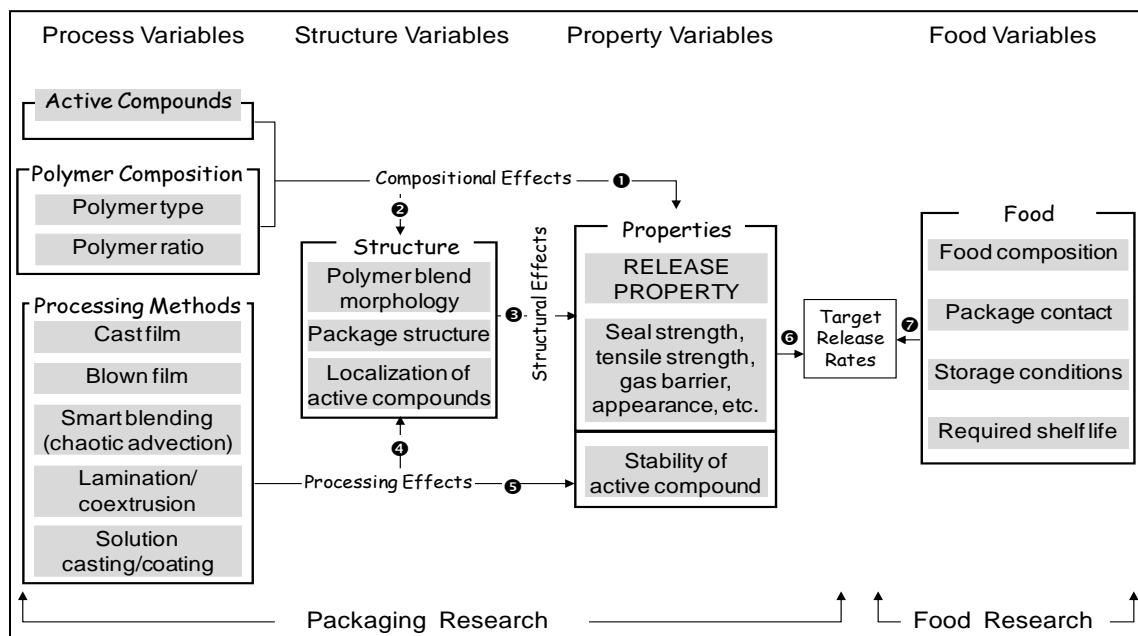 Process Variables
Structure Variables
Property Variables
Food Variables
Active Compounds
Polymer Composition
Polymer type
Polymer ratio
Processing Methods
Cast film
Blown film
Smart blending
(chaotic advection)
Lamination/
coextrusion
Solution
casting/coating
Compositional Effects ❶
❷
Structure
Polymer blend
morphology
Package structure
Localization of
active compounds
❸
Structural Effects
❹
Processing Effects ❺
Properties
RELEASE
PROPERTY
Seal strength,
tensile strength,
gas barrier,
appearance, etc.
Stability of
active compound
❻
Target
Release
Rates
❼
Food
Food composition
Package contact
Storage conditions
Required shelf life
Packaging Research
Food Research